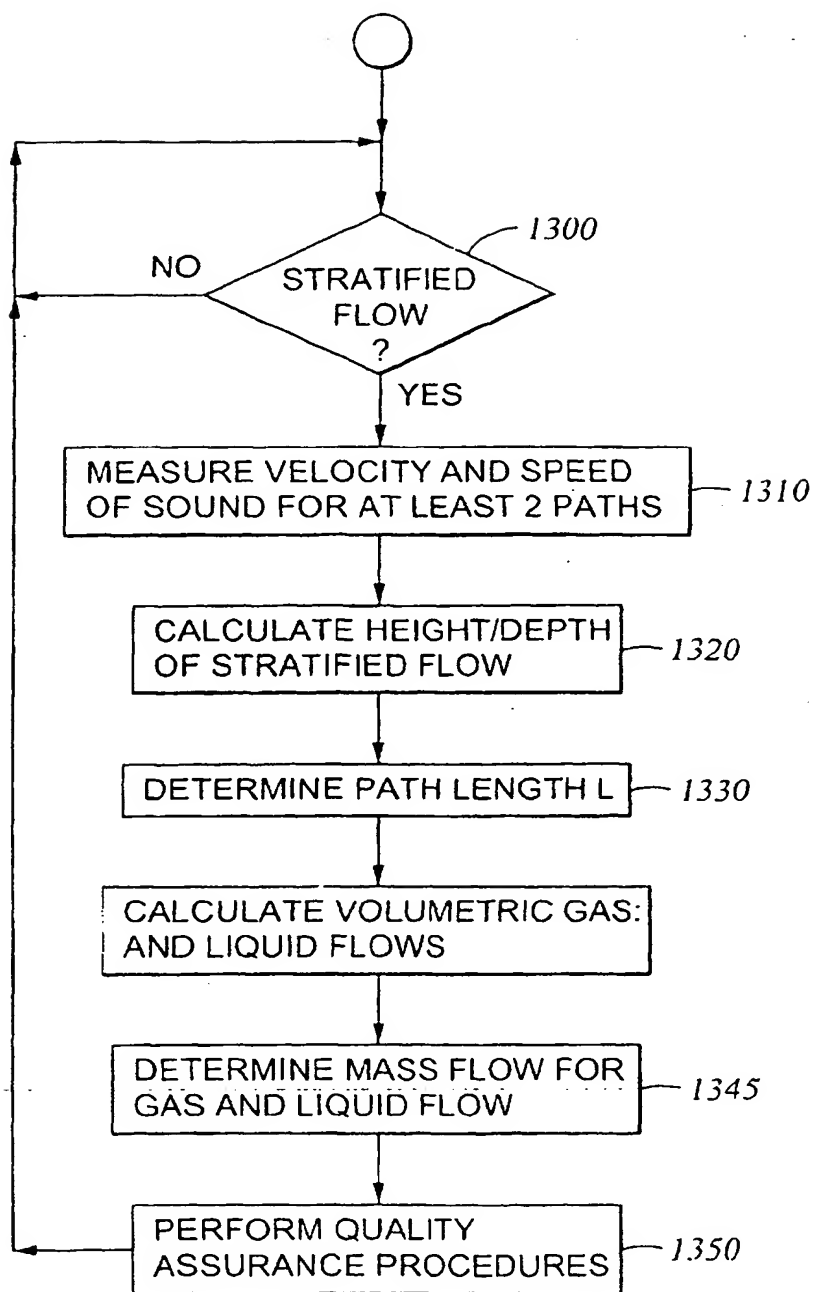 1300
NO
STRATIFIED
FLOW
?
YES
MEASURE VELOCITY AND SPEED
OF SOUND FOR AT LEAST 2 PATHS
1310
CALCULATE HEIGHT/DEPTH
OF STRATIFIED FLOW
1320
DETERMINE PATH LENGTH L
1330
CALCULATE VOLUMETRIC GAS:
AND LIQUID FLOWS
DETERMINE MASS FLOW FOR
GAS AND LIQUID FLOW
1345
PERFORM QUALITY
ASSURANCE PROCEDURES
1350